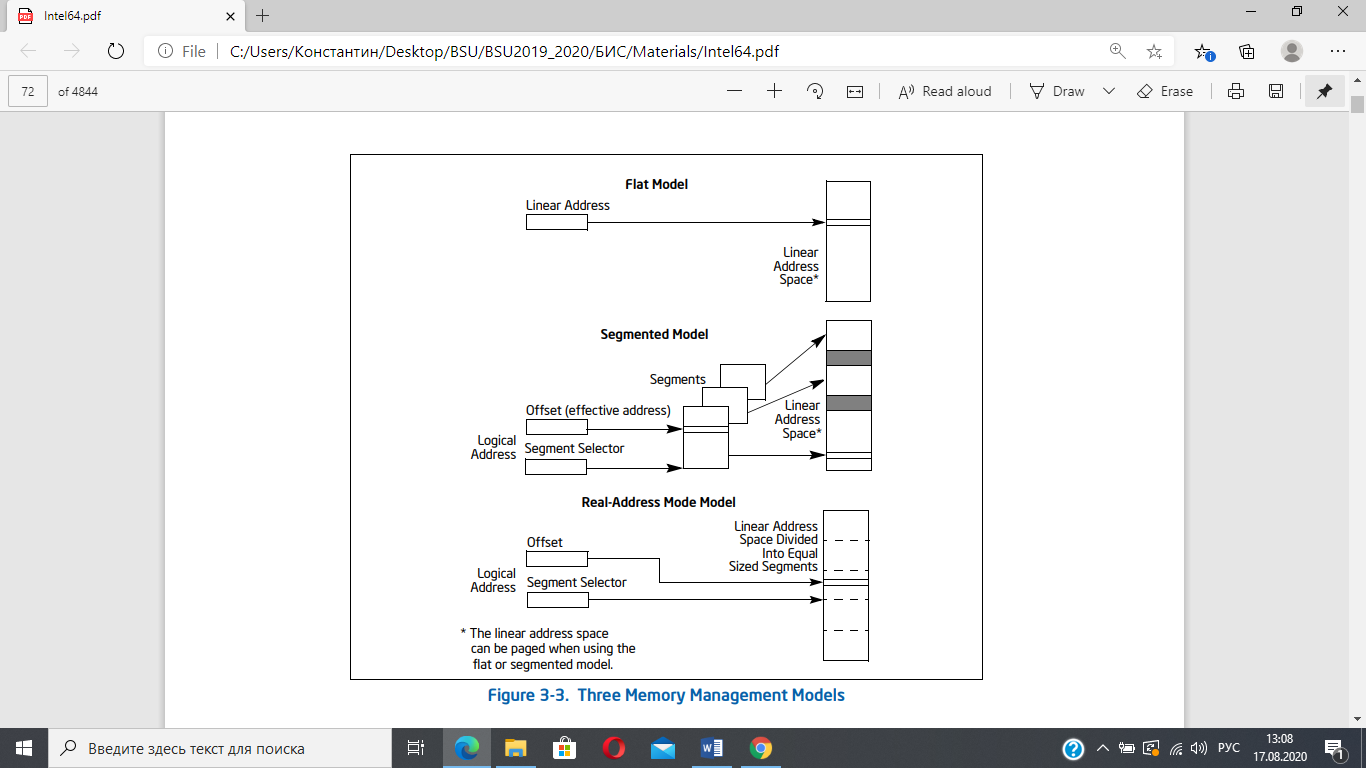 Intel64.pdf
File
C:/Users/Константин/Desktop/BSU/BSU2019_2020/БИС/Materials/Intel64.pdf
72 of 4844
Read aloud
Draw
Erase
Flat Model
Linear Address
Linear
Address
Space*
Segmented Model
Segments
Offset (effective address)
Logical
Address
Segment Selector
Linear
Address
Space*
Real-Address Mode Model
Linear Address
Space Divided
Into Equal
Sized Segments
Offset
Logical
Address
Segment Selector
* The linear address space
can be paged when using the
flat or segmented model.
Figure 3-3. Three Memory Management Models
Введите здесь текст для поиска
РУС
13:08
17.08.2020
1